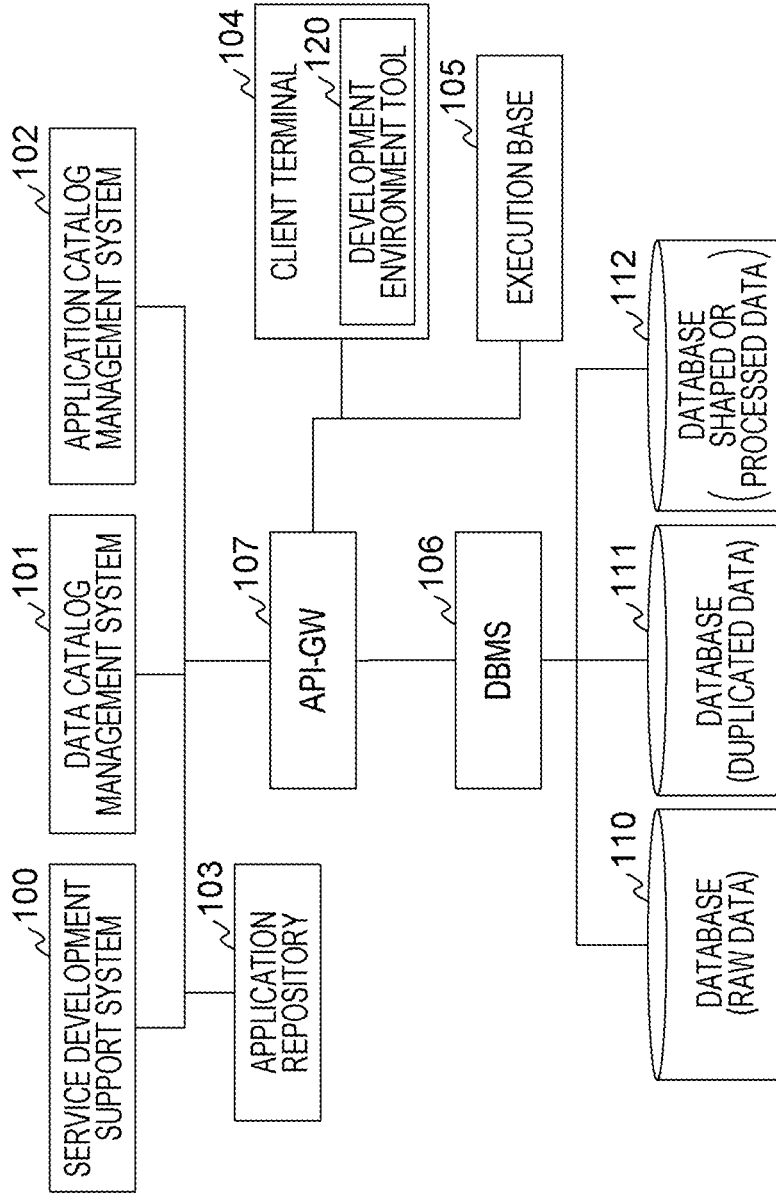 100
SERVICE DEVELOPMENT
SUPPORT SYSTEM
101
DATA CATALOG
MANAGEMENT SYSTEM
102
APPLICATION CATALOG
MANAGEMENT SYSTEM
103
APPLICATION
REPOSITORY
107
API-GW
104
CLIENT TERMINAL
120
DEVELOPMENT
ENVIRONMENT TOOL
105
EXECUTION BASE
106
DBMS
110
DATABASE
(RAW DATA)
111
DATABASE
(DUPLICATED DATA)
112
DATABASE
(SHAPED OR
PROCESSED DATA)